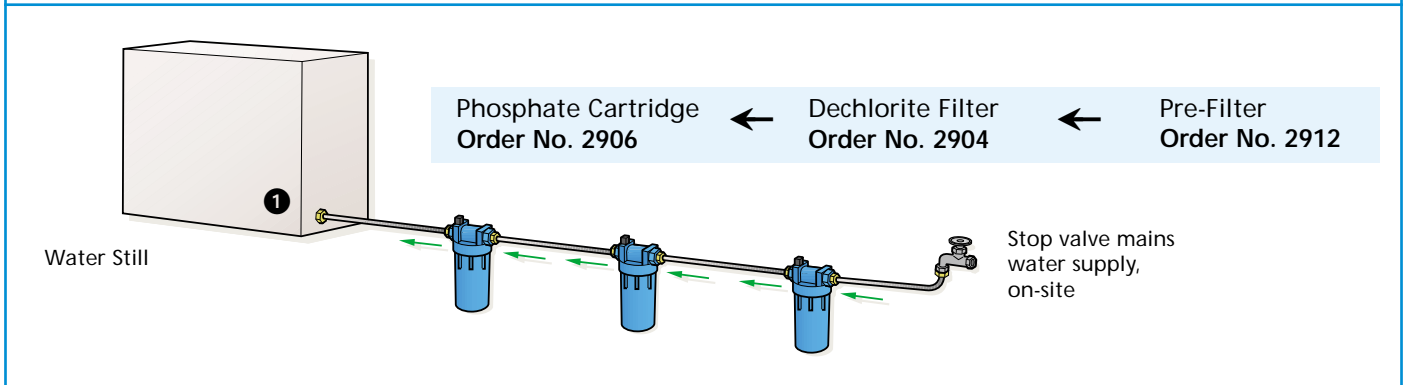 Phosphate Cartridge
Order No. 2906
Dechlorite Filter
Order No. 2904
Pre-Filter
Order No. 2912
1
Water Still
Stop valve mains
water supply,
on-site